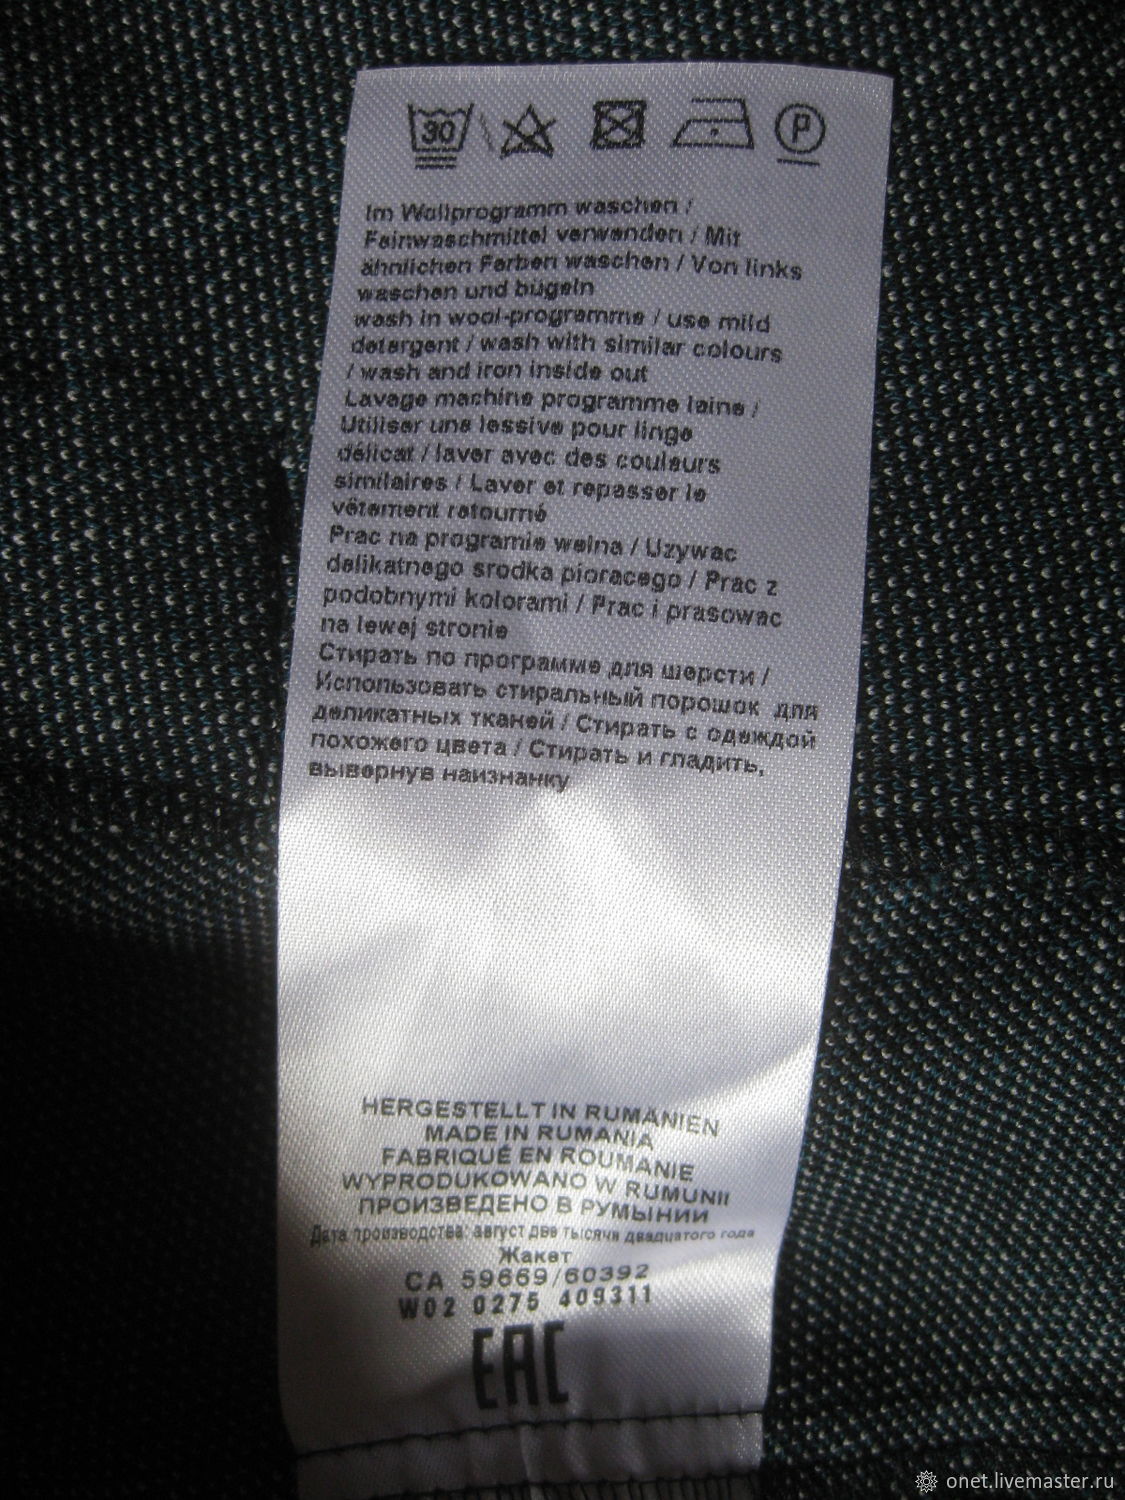 30
P
Im Wollprogramm waschen /
Feinwaschmittel verwenden / Mit
ähnlichen Farben waschen / Von links
waschen und bügeln
wash in wool-programme / use mild
detergent / wash with similar colours
/ wash and iron inside out
Lavage machine programme laine /
Utiliser une lessive pour linge
délicat / laver avec des couleurs
similaires / Laver et repasser le
vêtement retourné
Prac na programie welna / Uzywac
delikatnego srodka pioracego / Prac z
podobnymi kolorami / Prac i prasowac
na lewej stronie
Стирать по программе для шерсти /
Использовать стиральный порошок для
деликатных тканей / Стирать с одеждой
похожего цвета / Стирать и гладить,
вывернув наизнанку
HERGESTELLT IN RUMÄNIEN
MADE IN RUMANIA
FABRIQUÉ EN ROUMANIE
WYPRODUKOWANO W RUMUNII
ПРОИЗВЕДЕНО В РУМЫНИИ
Дата производства: август две тысячи двадцатого года
Жакет
CA 59669/60392
W02 0275 409311
EAC
onet.livemaster.ru